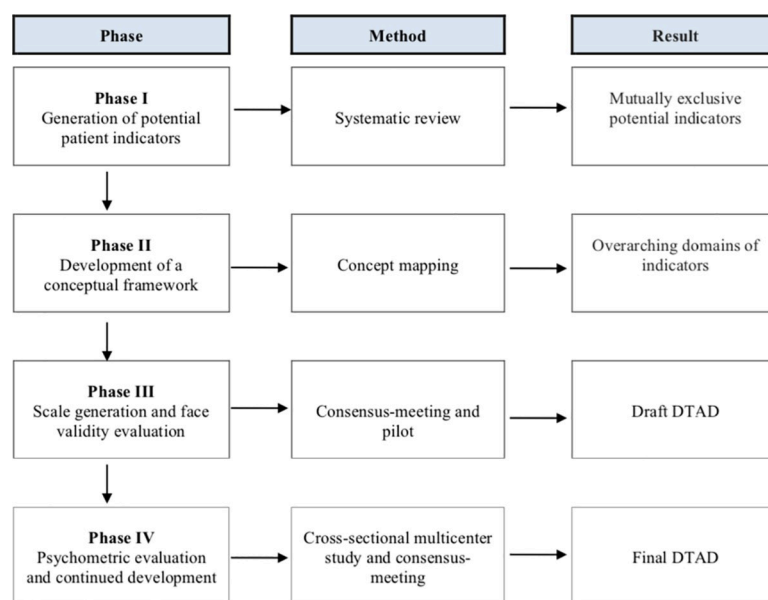 Phase
Method
Result
Phase I
Generation of potential
patient indicators
Systematic review
Mutually exclusive
potential indicators
Phase II
Development of a
conceptual framework
Concept mapping
Overarching domains of
indicators
Phase III
Scale generation and face
validity evaluation
Consensus-meeting and
pilot
Draft DTAD
Phase IV
Psychometric evaluation
and continued development
Cross-sectional multicenter
study and consensus-
meeting
Final DTAD